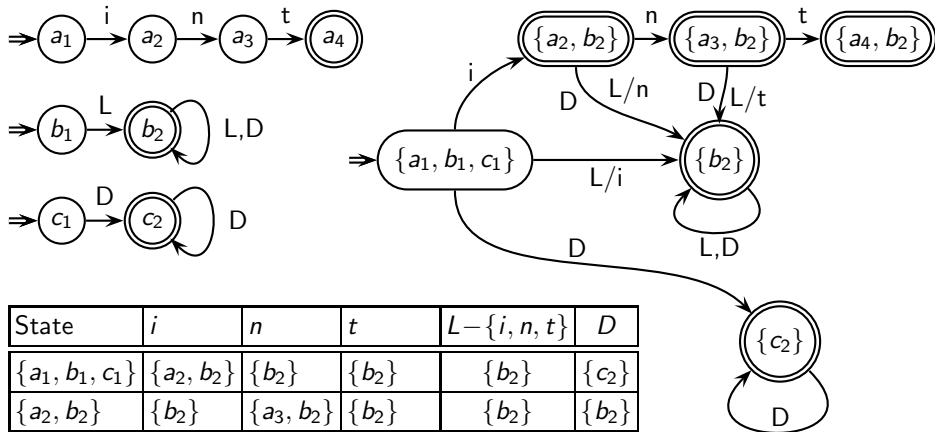 i n t
a1 a2 a3 a4
L
b1 b2 L,D
D
c1 c2 D
n t
{a2, b2} {a3, b2} {a4, b2}
i D L/n D L/t
{a1, b1, c1} L/i {b2}
L,D
D
{c2}
D
State i n t L−{i, n, t} D
{a1, b1, c1} {a2, b2} {b2} {b2} {b2} {c2}
{a2, b2} {b2} {a3, b2} {b2} {b2} {b2}